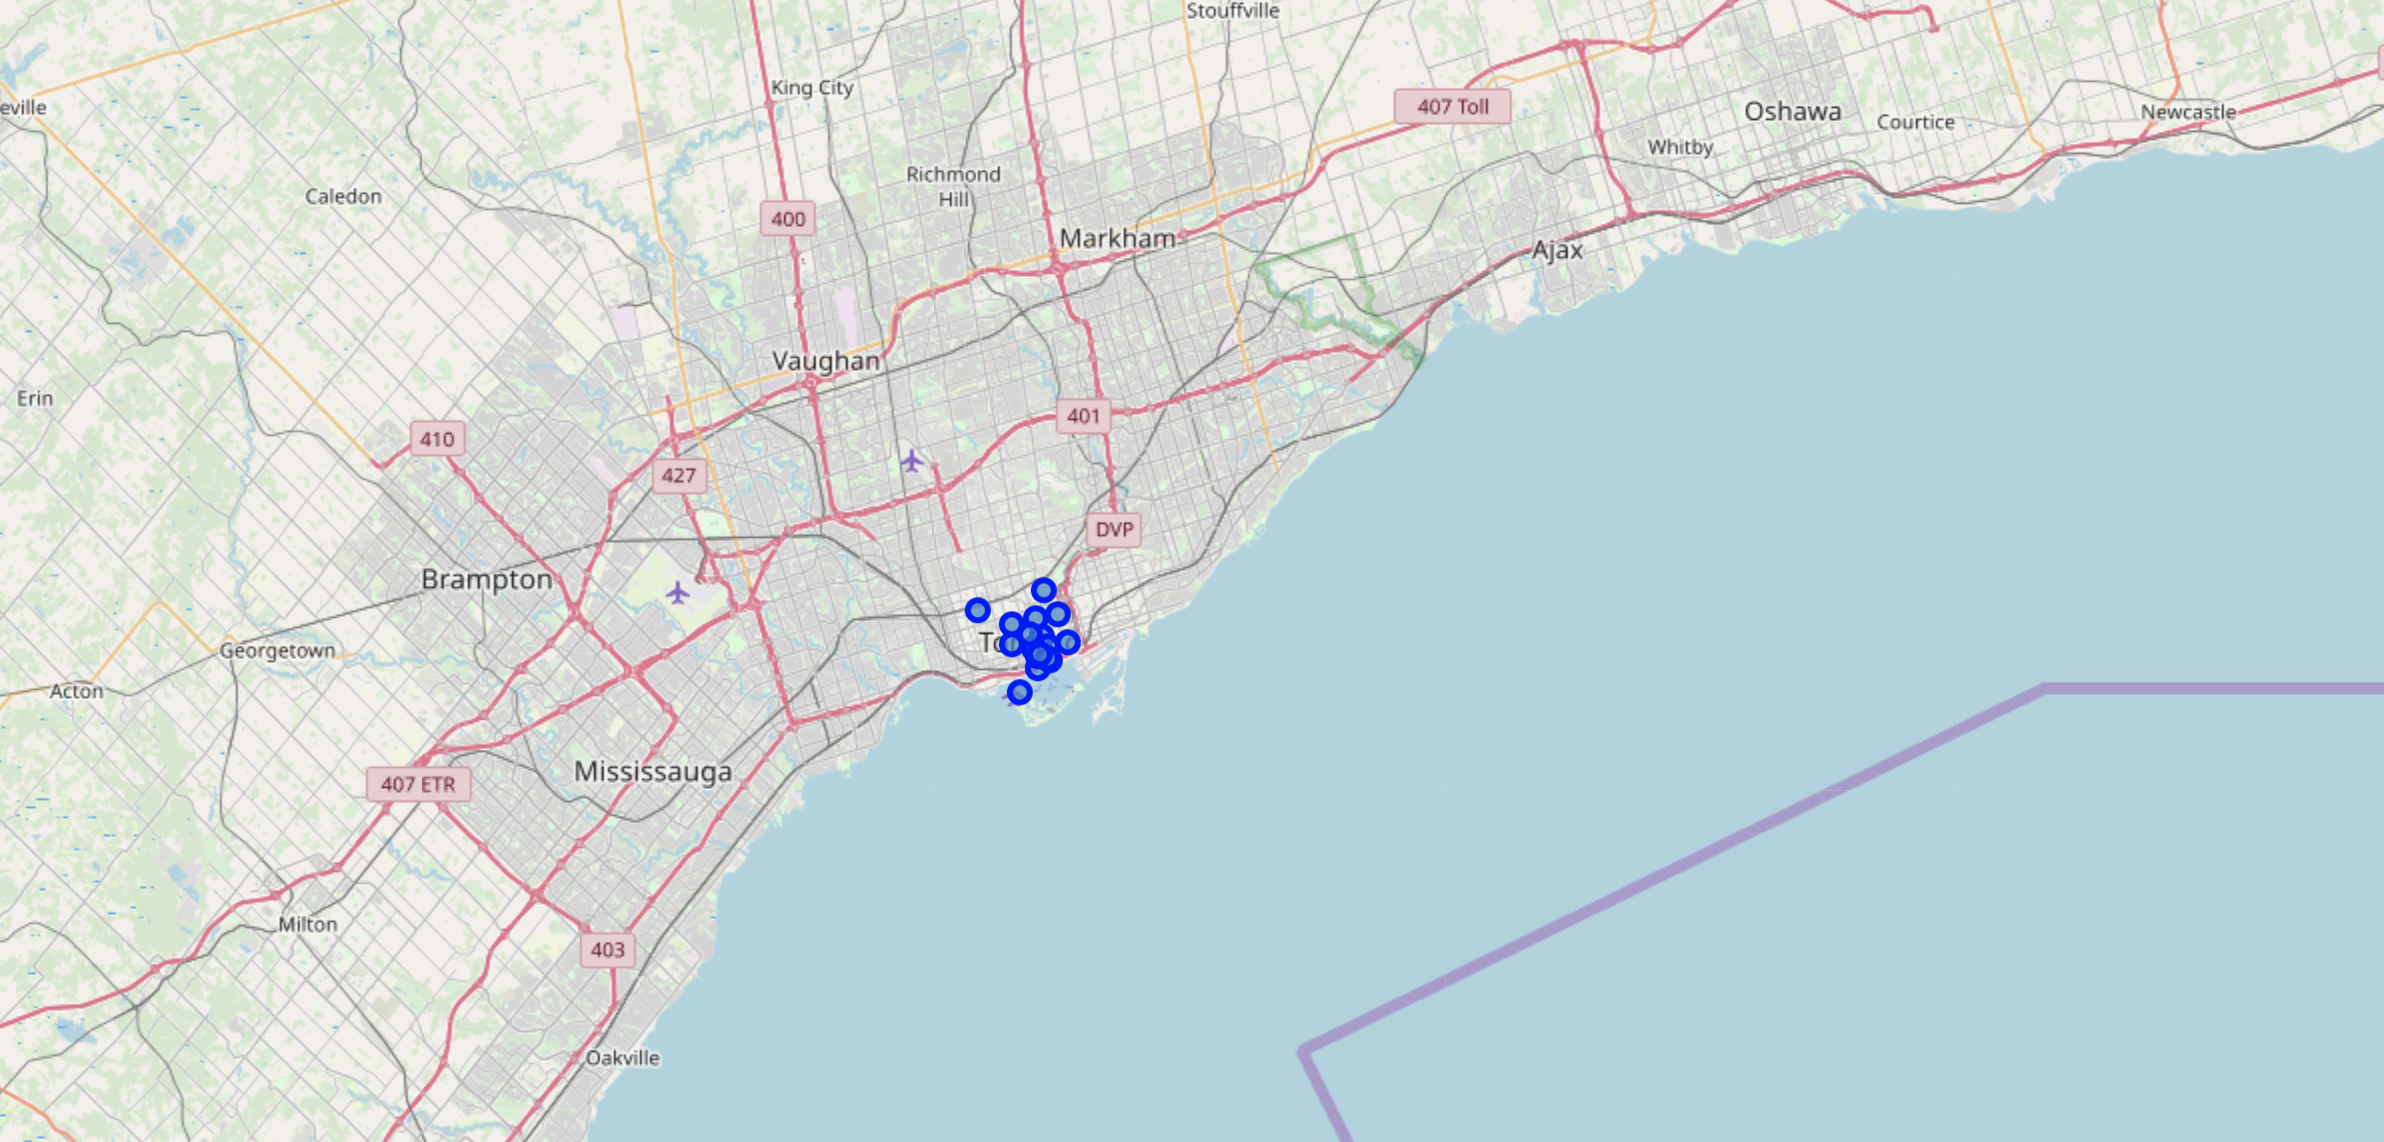 Stouffville
King City
eville
407 Toll
Oshawa
Newcastle
Courtice
Whitby
Richmond
Hill
Caledon
400
Markham
Ajax
Vaughan
Erin
401
410
427
DVP
Brampton
To
Georgetown
Acton
Mississauga
407 ETR
Milton
403
Oakville